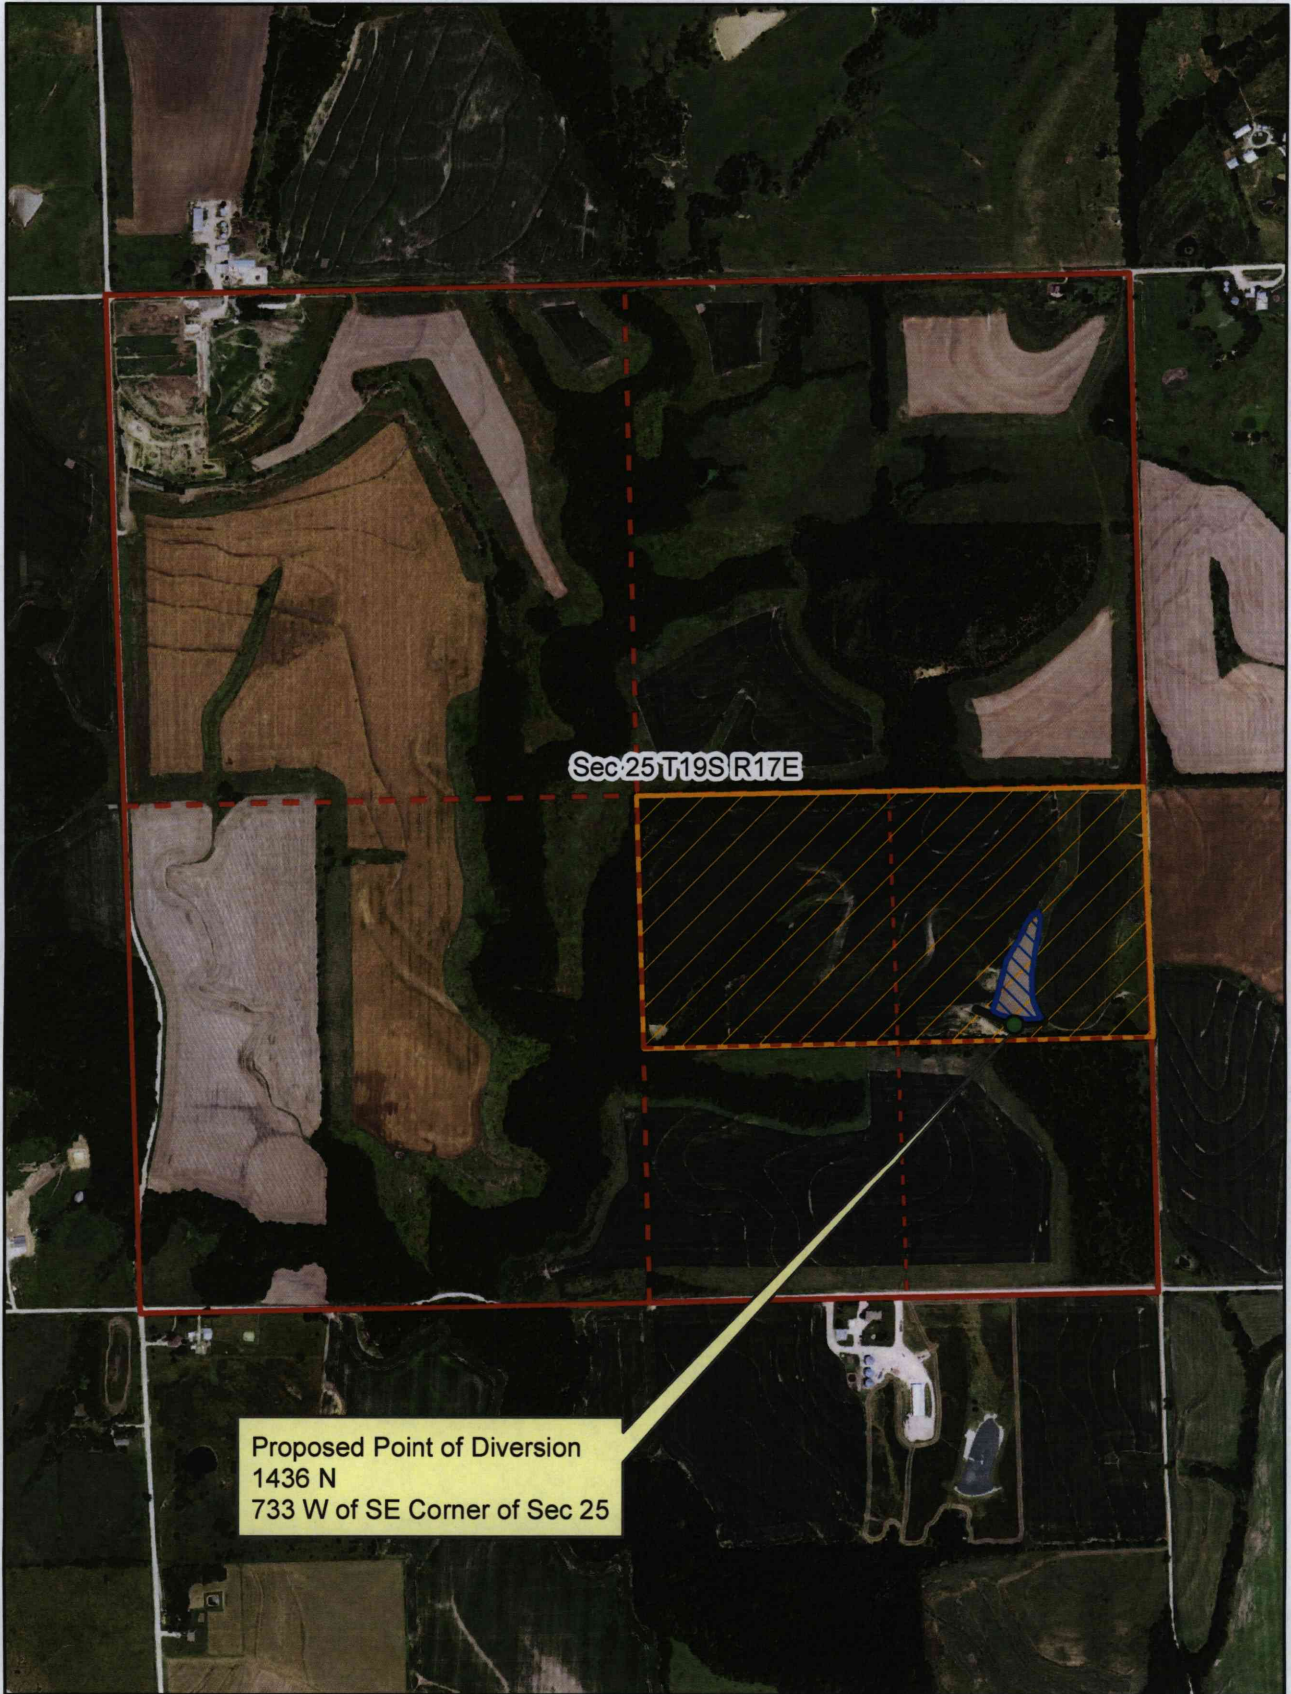 Sec 25 T19S R17E
Proposed Point of Diversion
1436 N
733 W of SE Corner of Sec 25